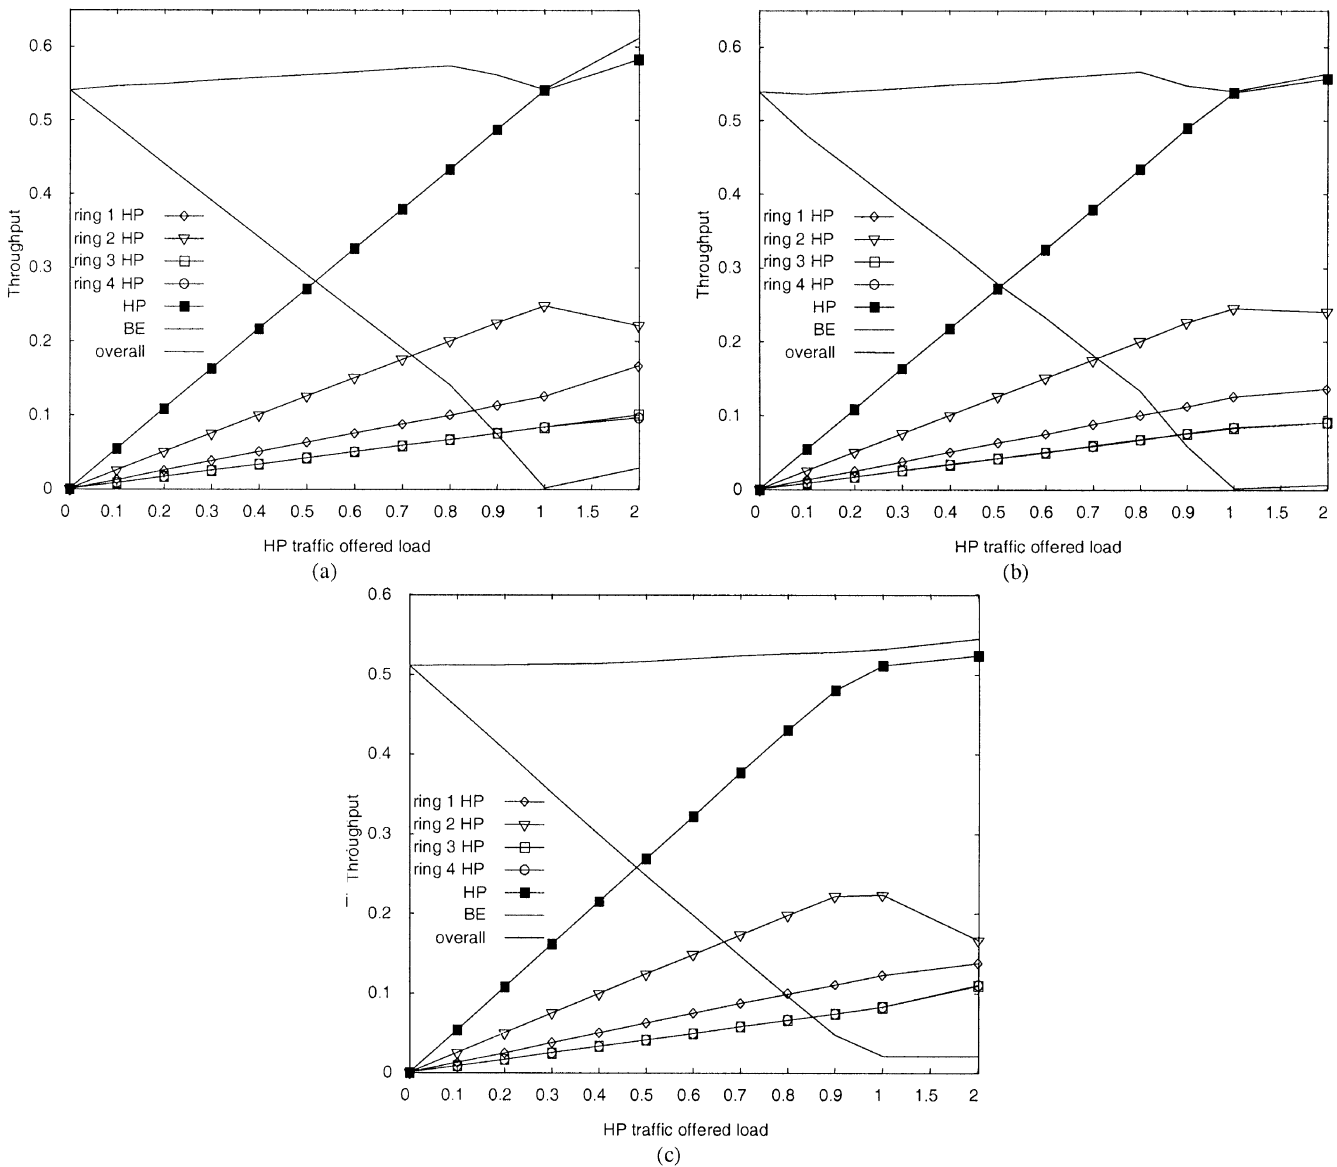 0.6
0.5
0.4
0.3
0.2
0.1
0
Throughput
ring 1 HP
ring 2 HP
ring 3 HP
ring 4 HP
HP
BE
overall
0 0.1 0.2 0.3 0.4 0.5 0.6 0.7 0.8 0.9 1 1.5 2
HP traffic offered load
(a)
0.6
0.5
0.4
0.3
0.2
0.1
0
Throughput
ring 1 HP
ring 2 HP
ring 3 HP
ring 4 HP
HP
BE
overall
0 0.1 0.2 0.3 0.4 0.5 0.6 0.7 0.8 0.9 1 1.5 2
HP traffic offered load
(b)
0.6
0.5
0.4
0.3
0.2
0.1
0
Throughput
ring 1 HP
ring 2 HP
ring 3 HP
ring 4 HP
HP
BE
overall
0 0.1 0.2 0.3 0.4 0.5 0.6 0.7 0.8 0.9 1 1.5 2
HP traffic offered load
(c)